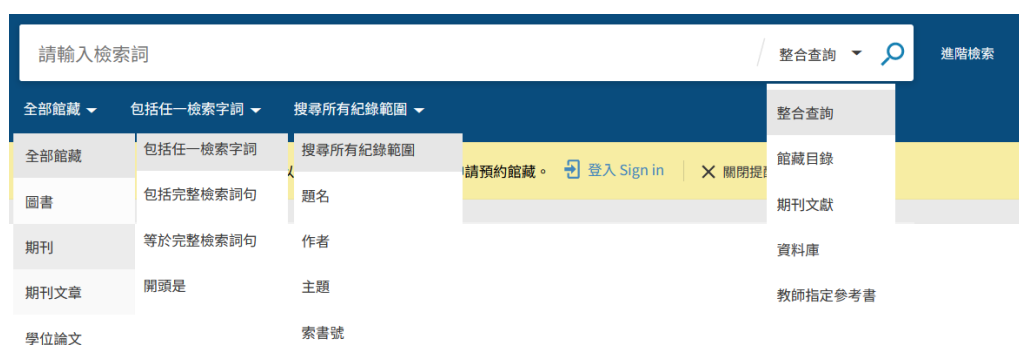 請輸入檢索詞
整合查詢
進階檢索
全部館藏
包括任一檢索字詞
搜尋所有紀錄範圍
整合查詢
館藏目錄
期刊文獻
資料庫
教師指定參考書
全部館藏
圖書
期刊
期刊文章
學位論文
包括任一檢索字詞
包括完整檢索詞句
等於完整檢索詞句
開頭是
搜尋所有紀錄範圍
題名
作者
主題
索書號
請預約館藏。 登入 Sign in 關閉提